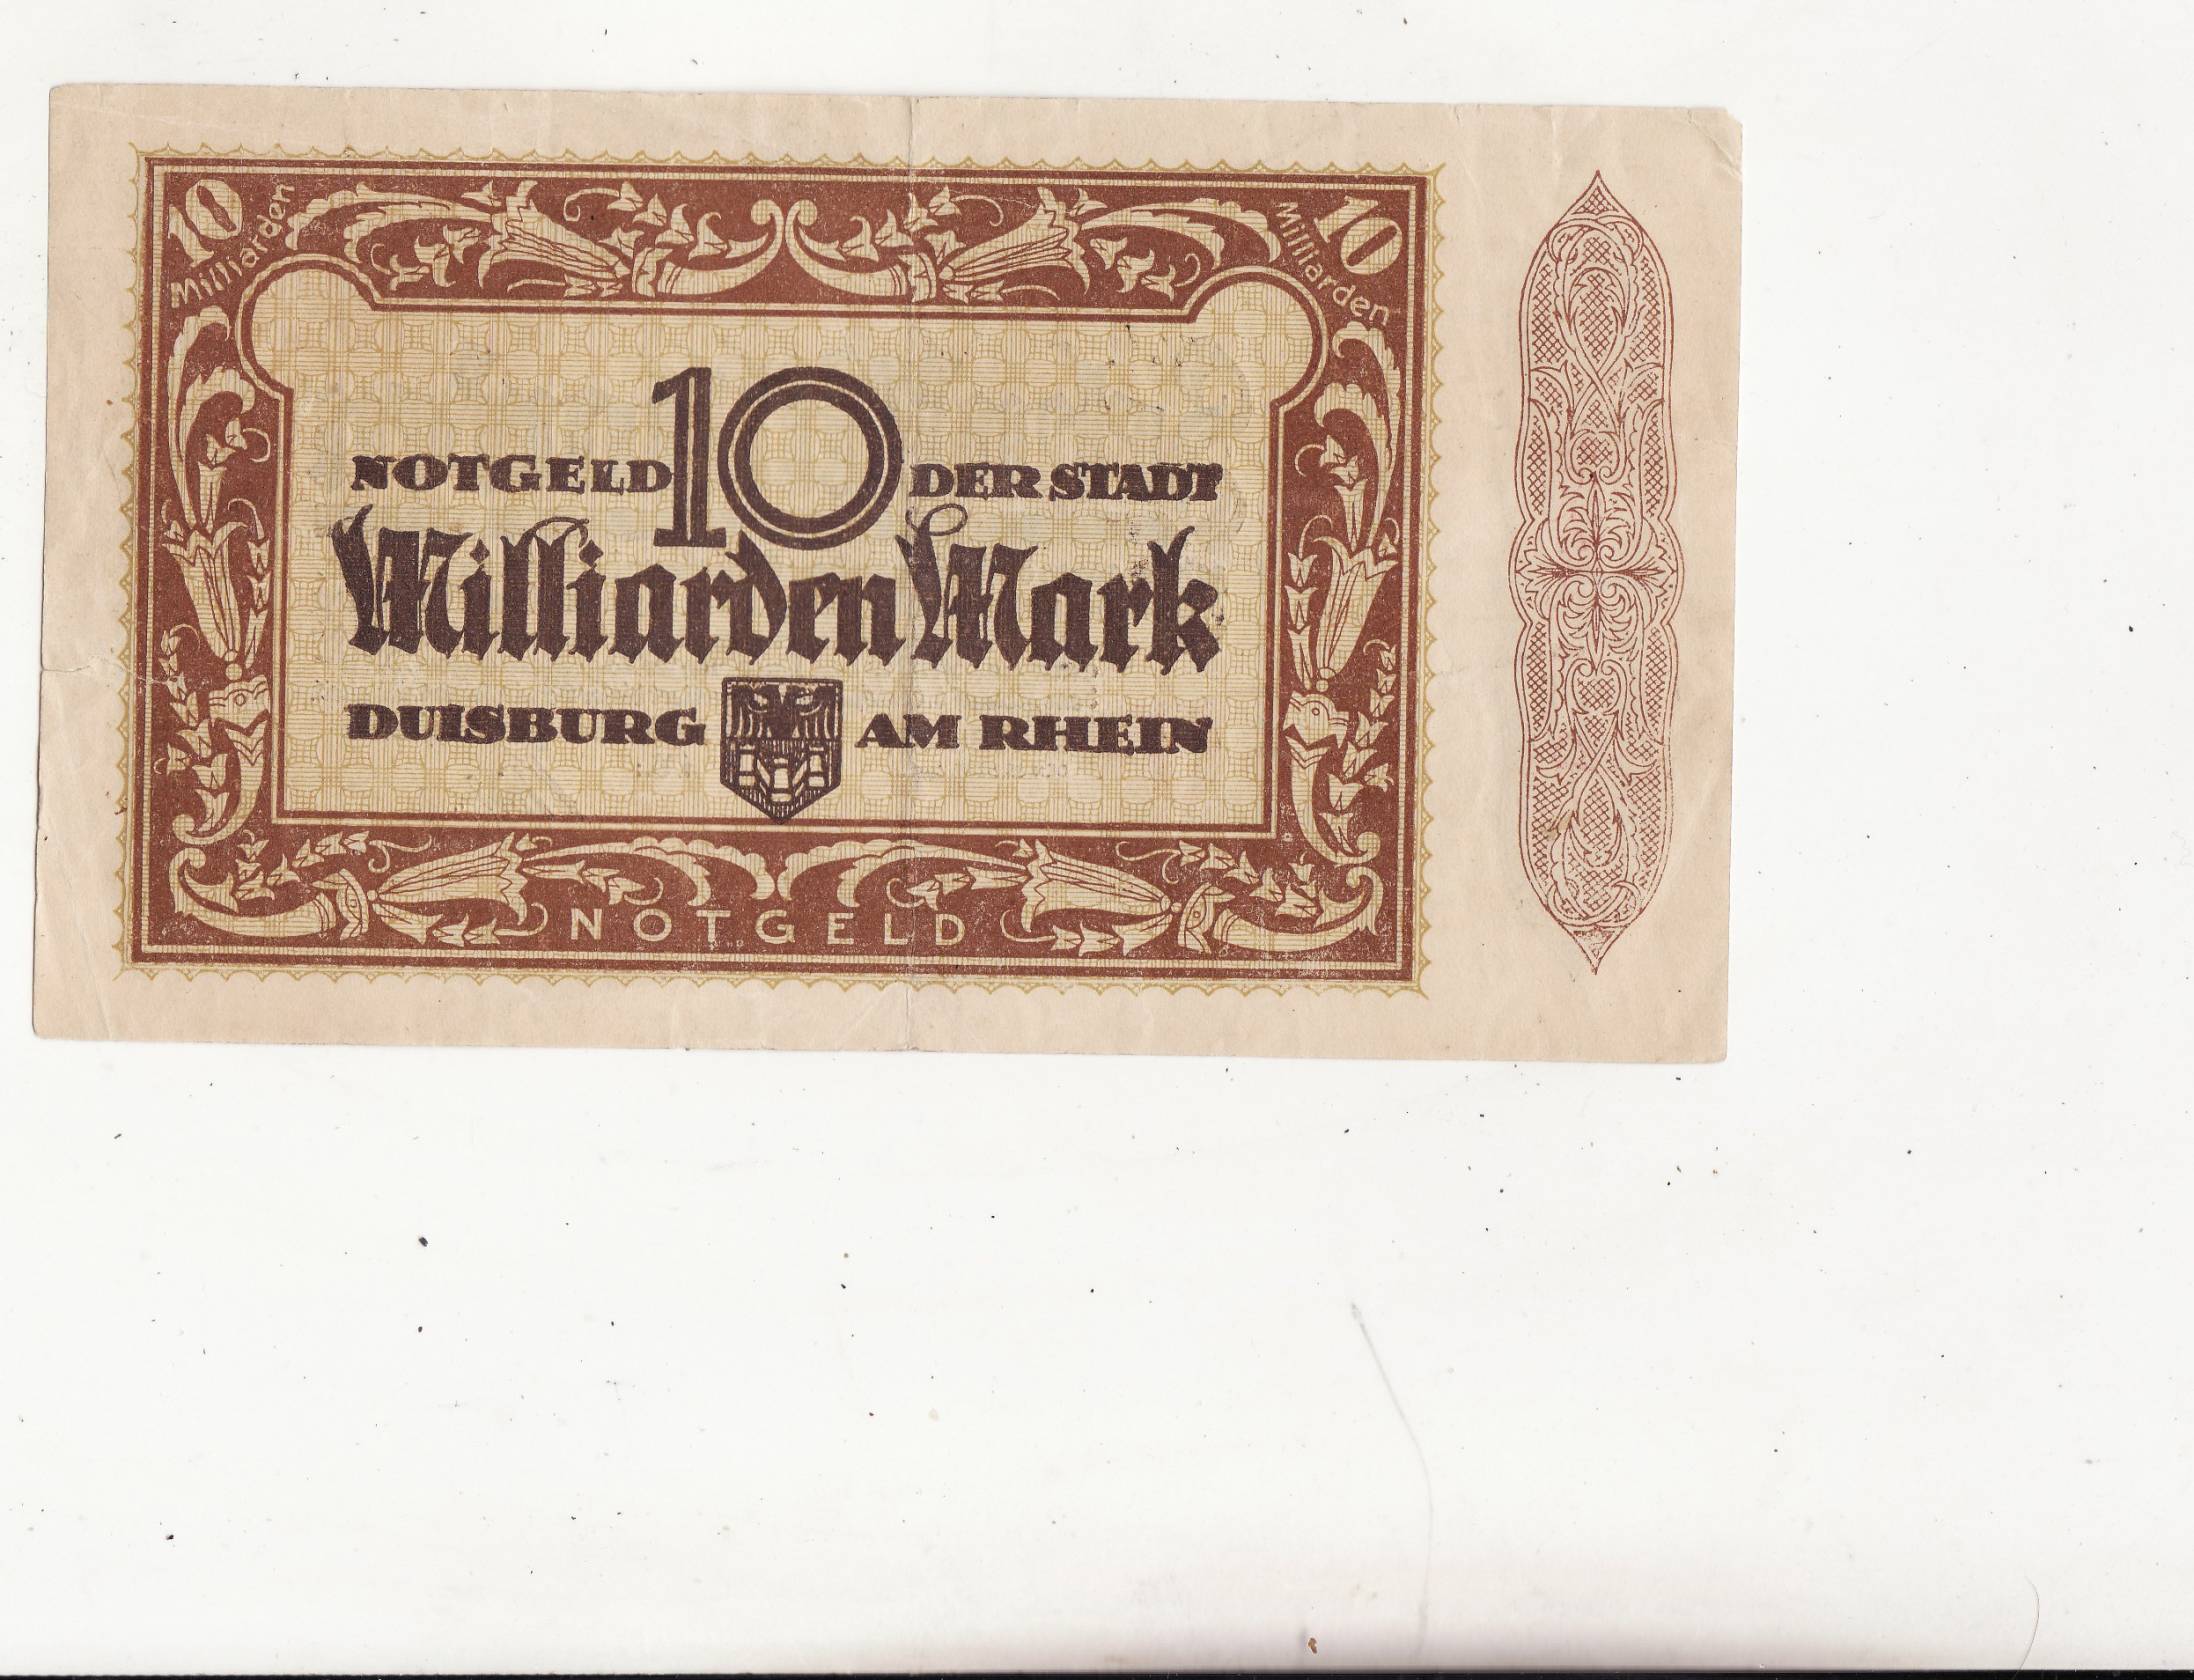 10 Milliarden
10 Milliarden
NOTGELD 10 DER STADT
Milliarden Mark
DUISBURG AM RHEIN
NOTGELD